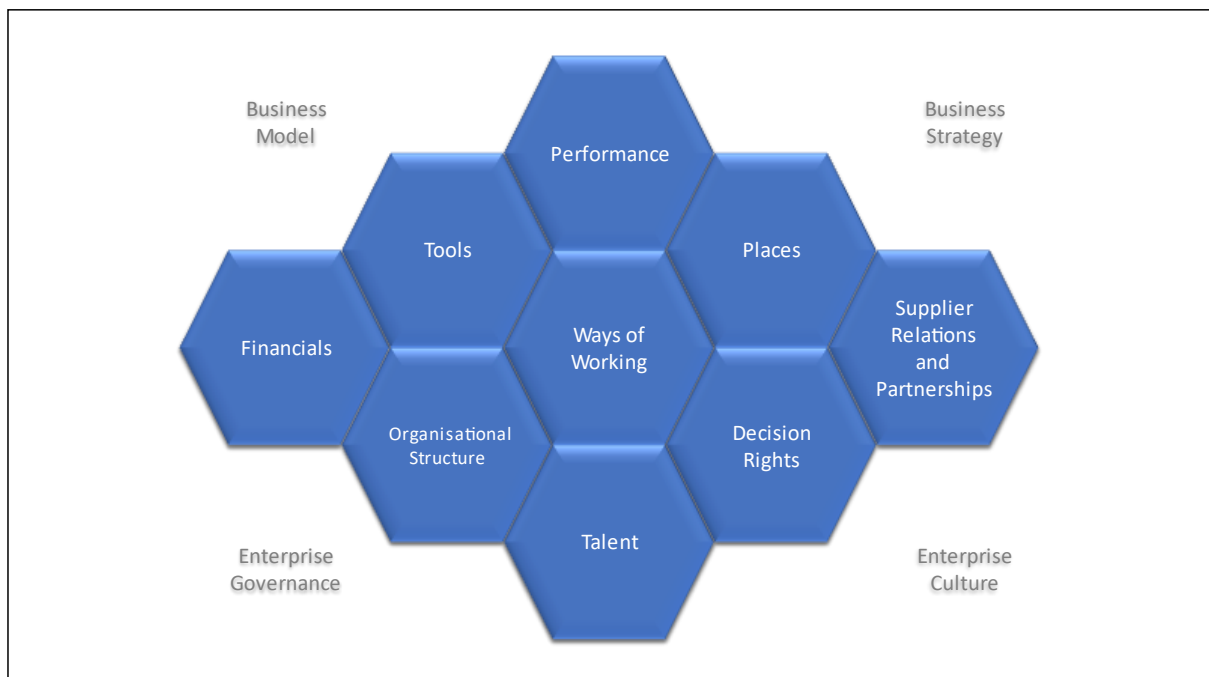 Business
Model
Business
Strategy
Performance
Tools
Places
Financials
Ways of
Working
Supplier
Relations
and
Partnerships
Organisational
Structure
Decision
Rights
Talent
Enterprise
Governance
Enterprise
Culture